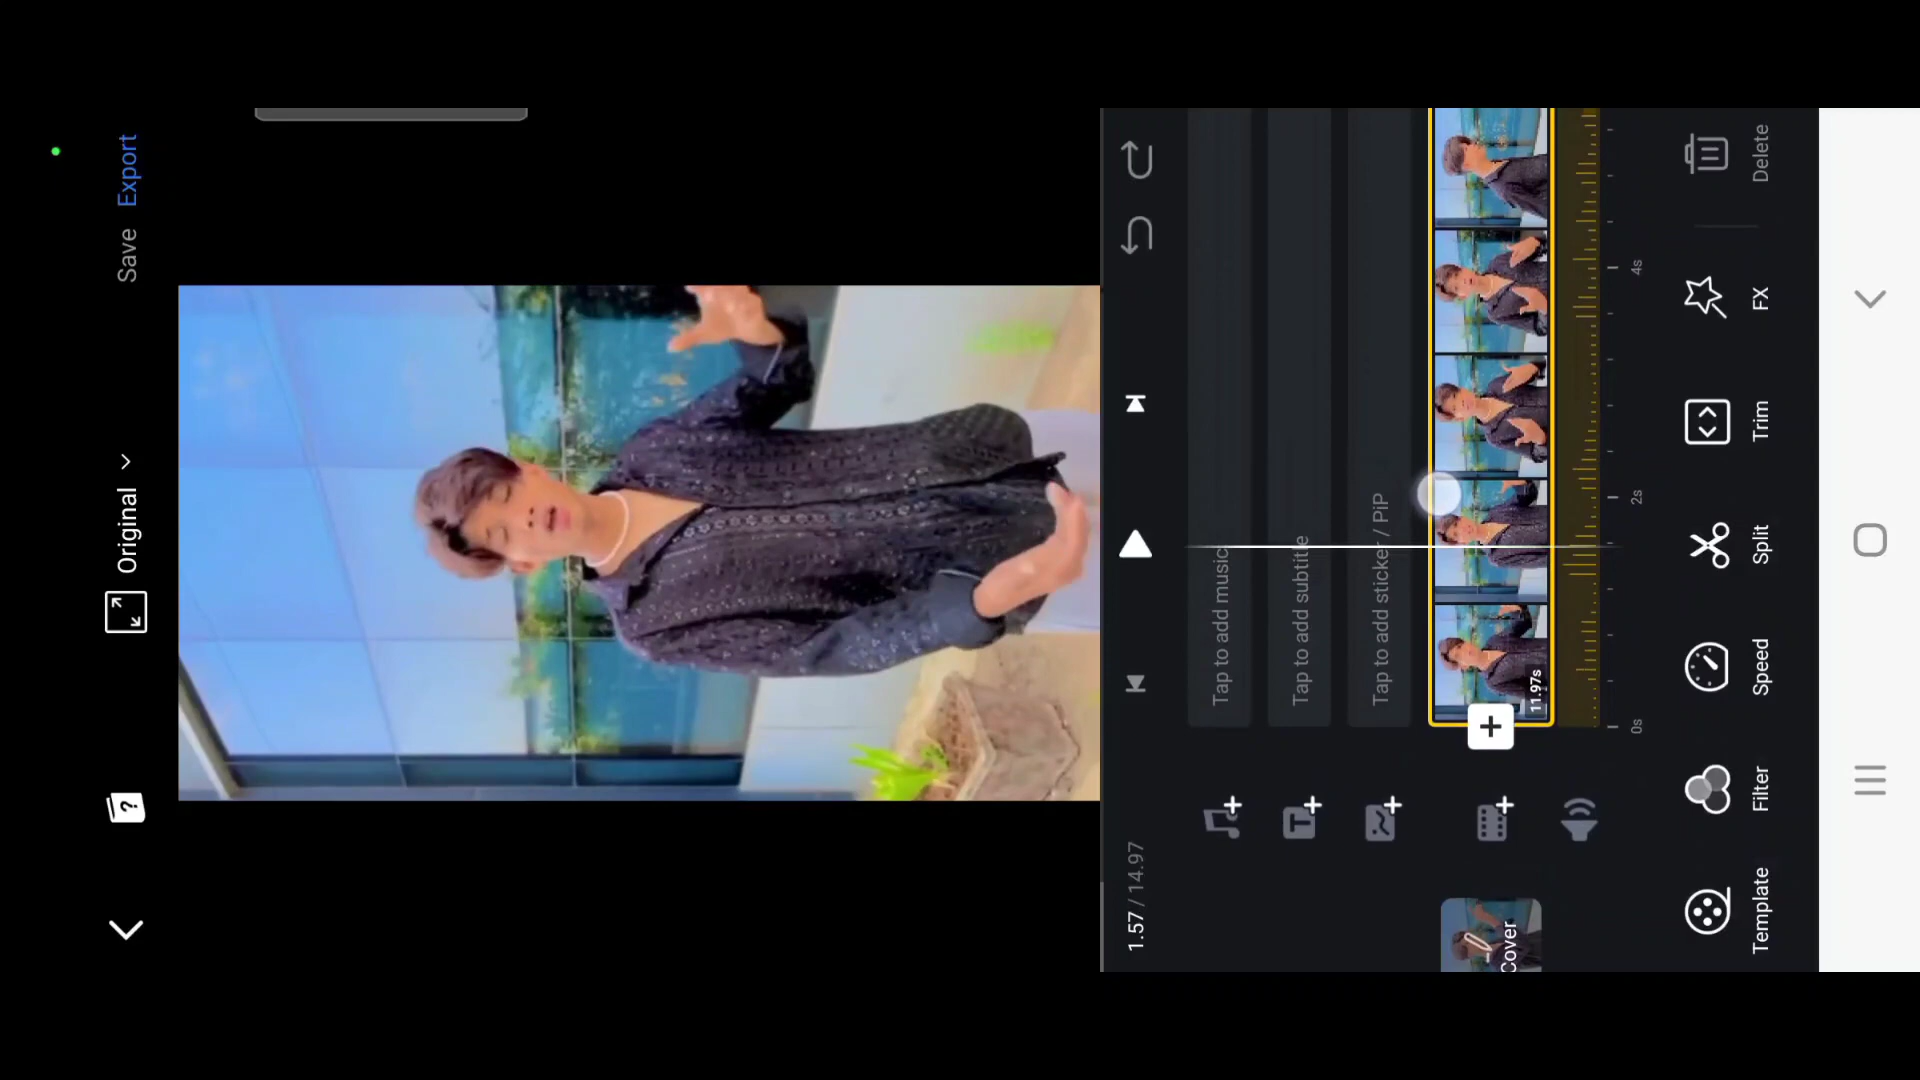 Original
Save Export
1.57 / 14.97
Tap to add music
Tap to add subtitle
Tap to add sticker / PiP
Cover
11.97s
0s 2s 4s
Template Filter Speed Split Trim FX Delete